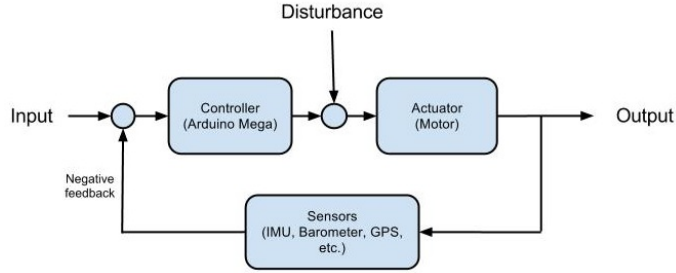 Disturbance
Input
Controller
(Arduino Mega)
Actuator
(Motor)
Output
Negative
feedback
Sensors
(IMU, Barometer, GPS,
etc.)